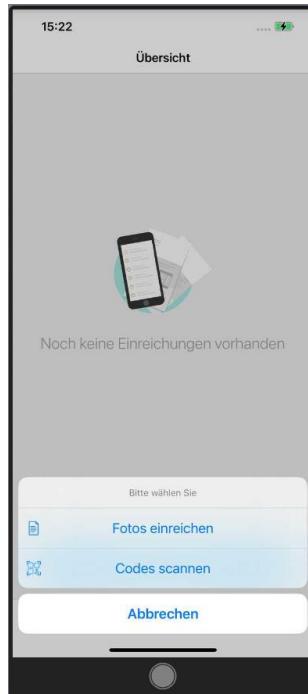 15:22
Übersicht
Noch keine Einreichungen vorhanden
Bitte wählen Sie
Fotos einreichen
Codes scannen
Abbrechen